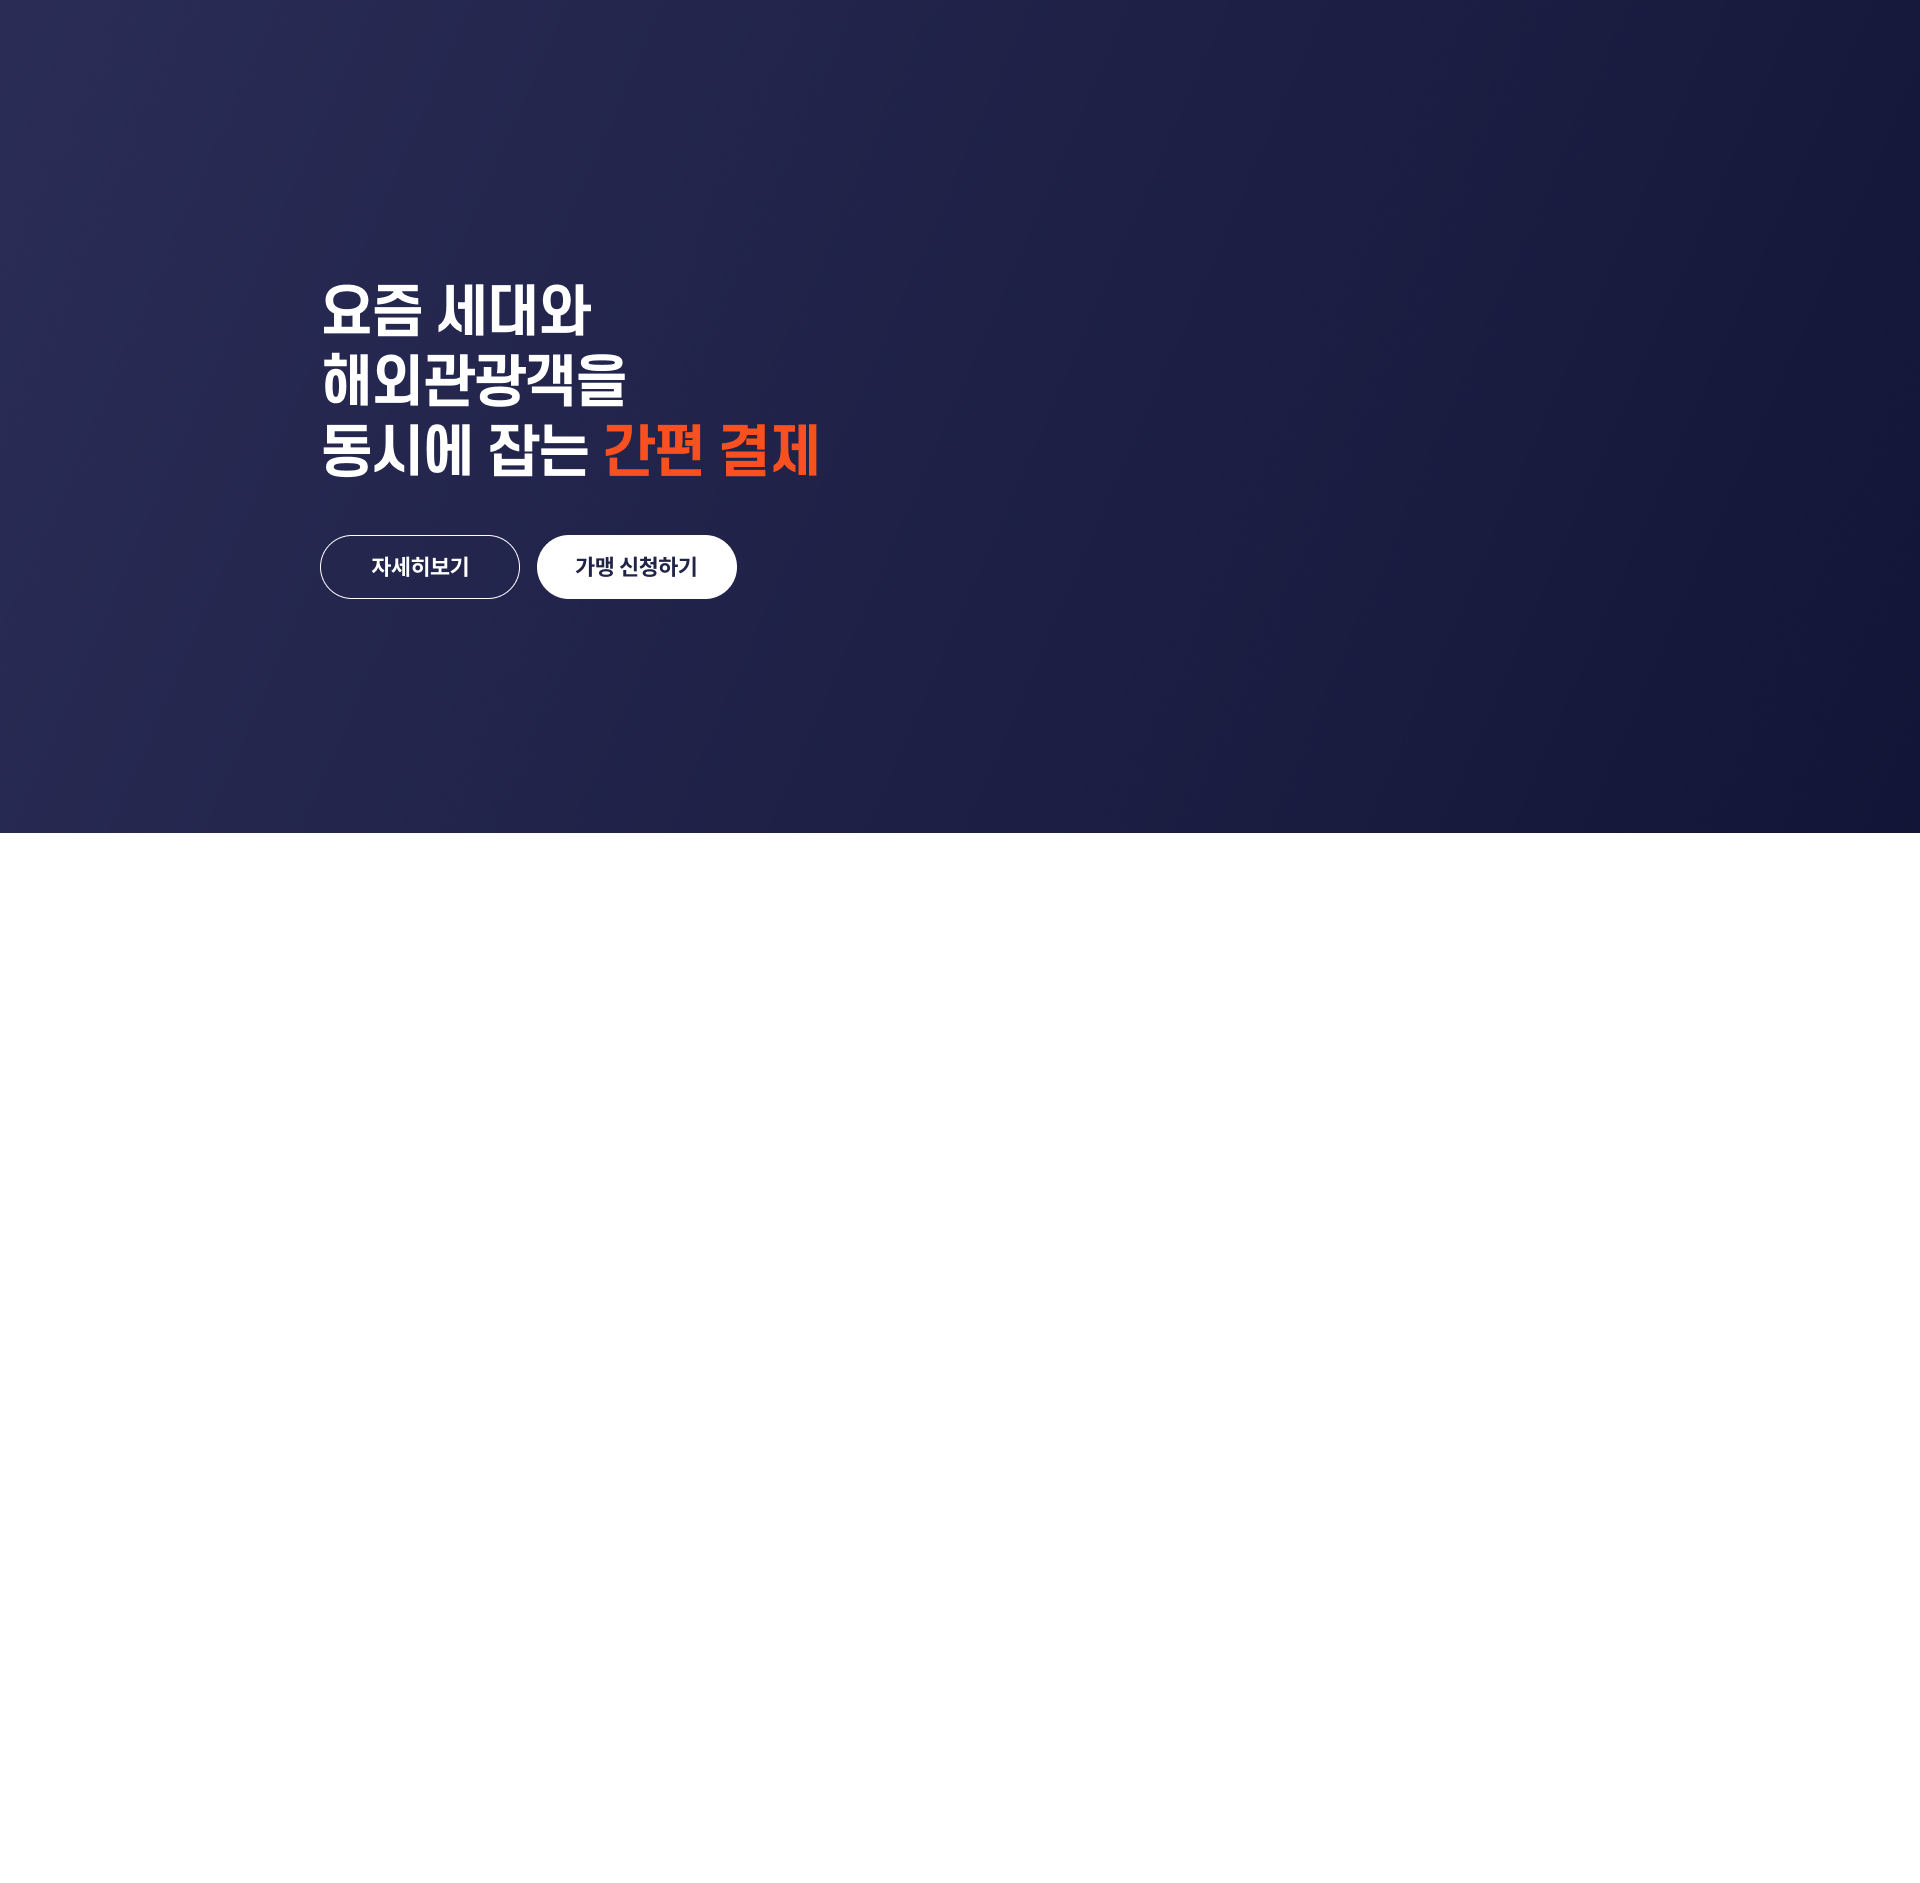 요즘 세대와
해외관광객을
동시에 잡는 간편 결제
자세히보기
가맹 신청하기